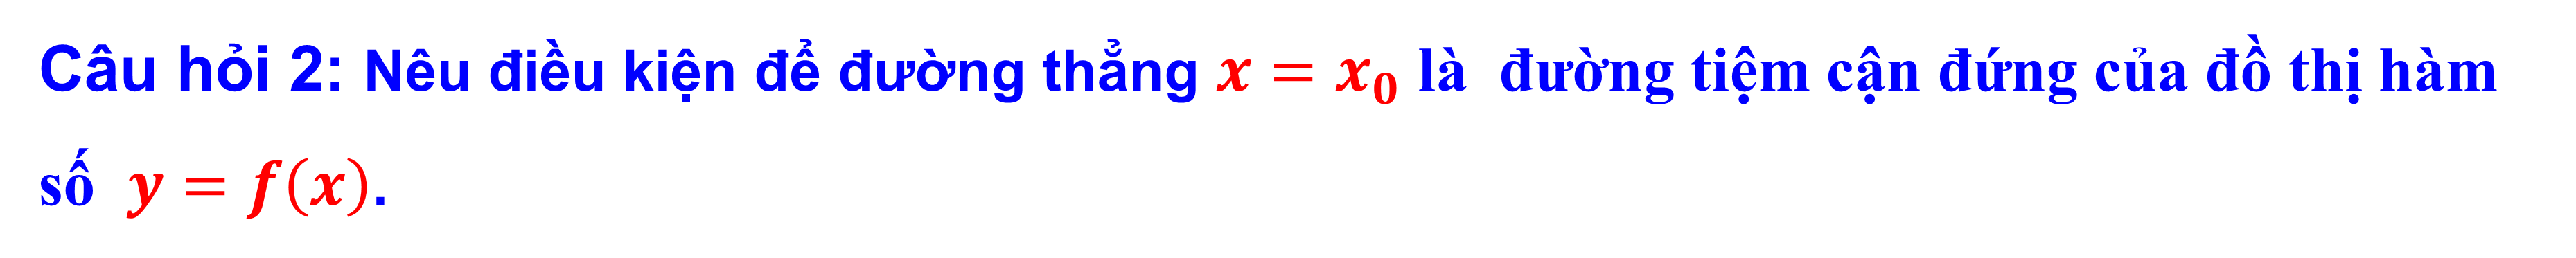 Câu hỏi 2: Nêu điều kiện để đường thẳng x = x₀ là đường tiệm cận đứng của đồ thị hàm
số y = f(x).